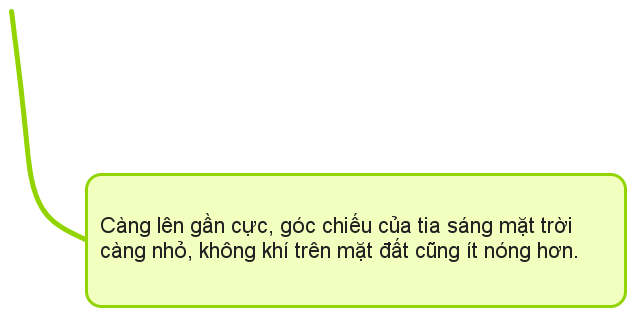 Càng lên gần cực, góc chiếu của tia sáng mặt trời
càng nhỏ, không khí trên mặt đất cũng ít nóng hơn.